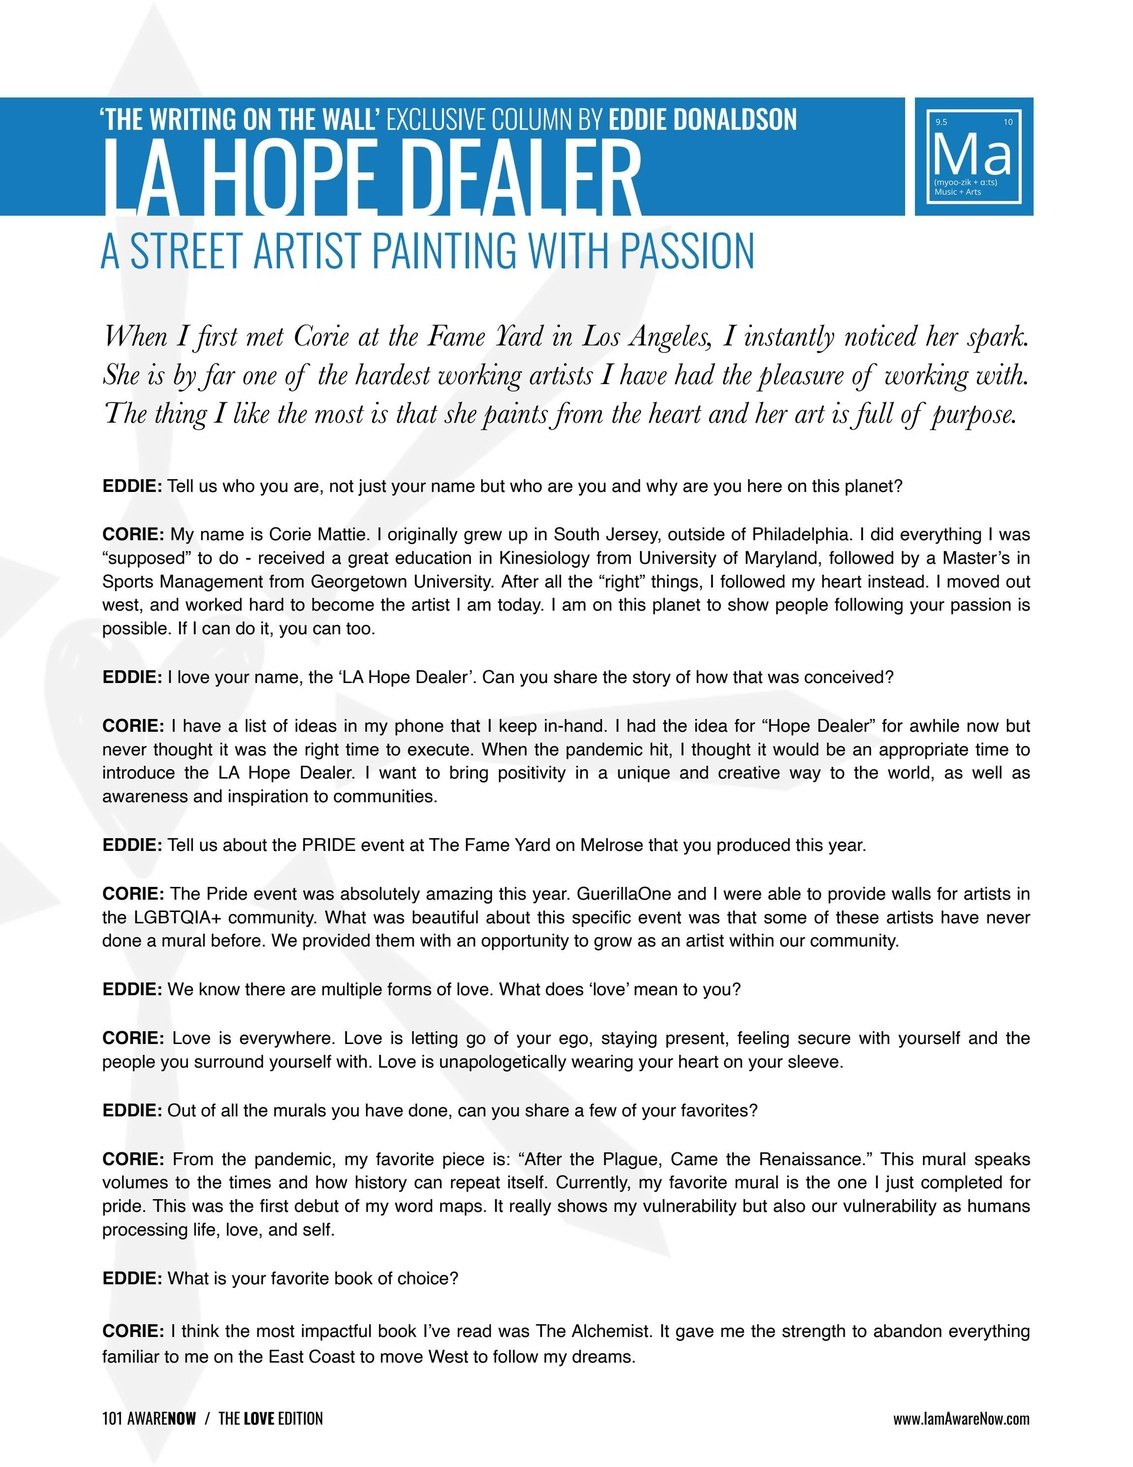 ‘THE WRITING ON THE WALL’ EXCLUSIVE COLUMN BY EDDIE DONALDSON
LA HOPE DEALER
A STREET ARTIST PAINTING WITH PASSION
9.5 10
Ma
(myoo-zik + ɑ:ts)
Music + Arts
When I first met Corie at the Fame Yard in Los Angeles, I instantly noticed her spark.
She is by far one of the hardest working artists I have had the pleasure of working with.
The thing I like the most is that she paints from the heart and her art is full of purpose.
EDDIE: Tell us who you are, not just your name but who are you and why are you here on this planet?
CORIE: My name is Corie Mattie. I originally grew up in South Jersey, outside of Philadelphia. I did everything I was
“supposed” to do - received a great education in Kinesiology from University of Maryland, followed by a Master’s in
Sports Management from Georgetown University. After all the “right” things, I followed my heart instead. I moved out
west, and worked hard to become the artist I am today. I am on this planet to show people following your passion is
possible. If I can do it, you can too.
EDDIE: I love your name, the ‘LA Hope Dealer’. Can you share the story of how that was conceived?
CORIE: I have a list of ideas in my phone that I keep in-hand. I had the idea for “Hope Dealer” for awhile now but
never thought it was the right time to execute. When the pandemic hit, I thought it would be an appropriate time to
introduce the LA Hope Dealer. I want to bring positivity in a unique and creative way to the world, as well as
awareness and inspiration to communities.
EDDIE: Tell us about the PRIDE event at The Fame Yard on Melrose that you produced this year.
CORIE: The Pride event was absolutely amazing this year. GuerillaOne and I were able to provide walls for artists in
the LGBTQIA+ community. What was beautiful about this specific event was that some of these artists have never
done a mural before. We provided them with an opportunity to grow as an artist within our community.
EDDIE: We know there are multiple forms of love. What does ‘love’ mean to you?
CORIE: Love is everywhere. Love is letting go of your ego, staying present, feeling secure with yourself and the
people you surround yourself with. Love is unapologetically wearing your heart on your sleeve.
EDDIE: Out of all the murals you have done, can you share a few of your favorites?
CORIE: From the pandemic, my favorite piece is: “After the Plague, Came the Renaissance.” This mural speaks
volumes to the times and how history can repeat itself. Currently, my favorite mural is the one I just completed for
pride. This was the first debut of my word maps. It really shows my vulnerability but also our vulnerability as humans
processing life, love, and self.
EDDIE: What is your favorite book of choice?
CORIE: I think the most impactful book I’ve read was The Alchemist. It gave me the strength to abandon everything
familiar to me on the East Coast to move West to follow my dreams.
101 AWARENOW / THE LOVE EDITION
www.IamAwareNow.com